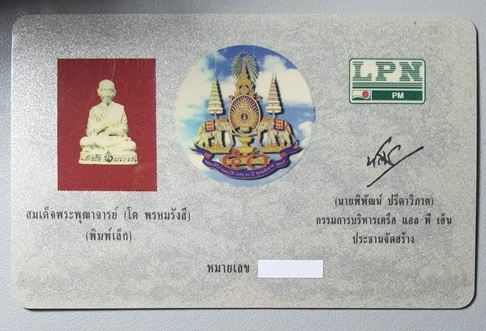 LPN
PM
สมเด็จพระพุฒาจารย์ (โต พรหมรังสี)
(พิมพ์เล็ก)
(นายพิพัฒน์ ปรีดาวิภาต)
กรรมการบริหารเครือ แอล พี เอ็น
ประธานจัดสร้าง
หมายเลข